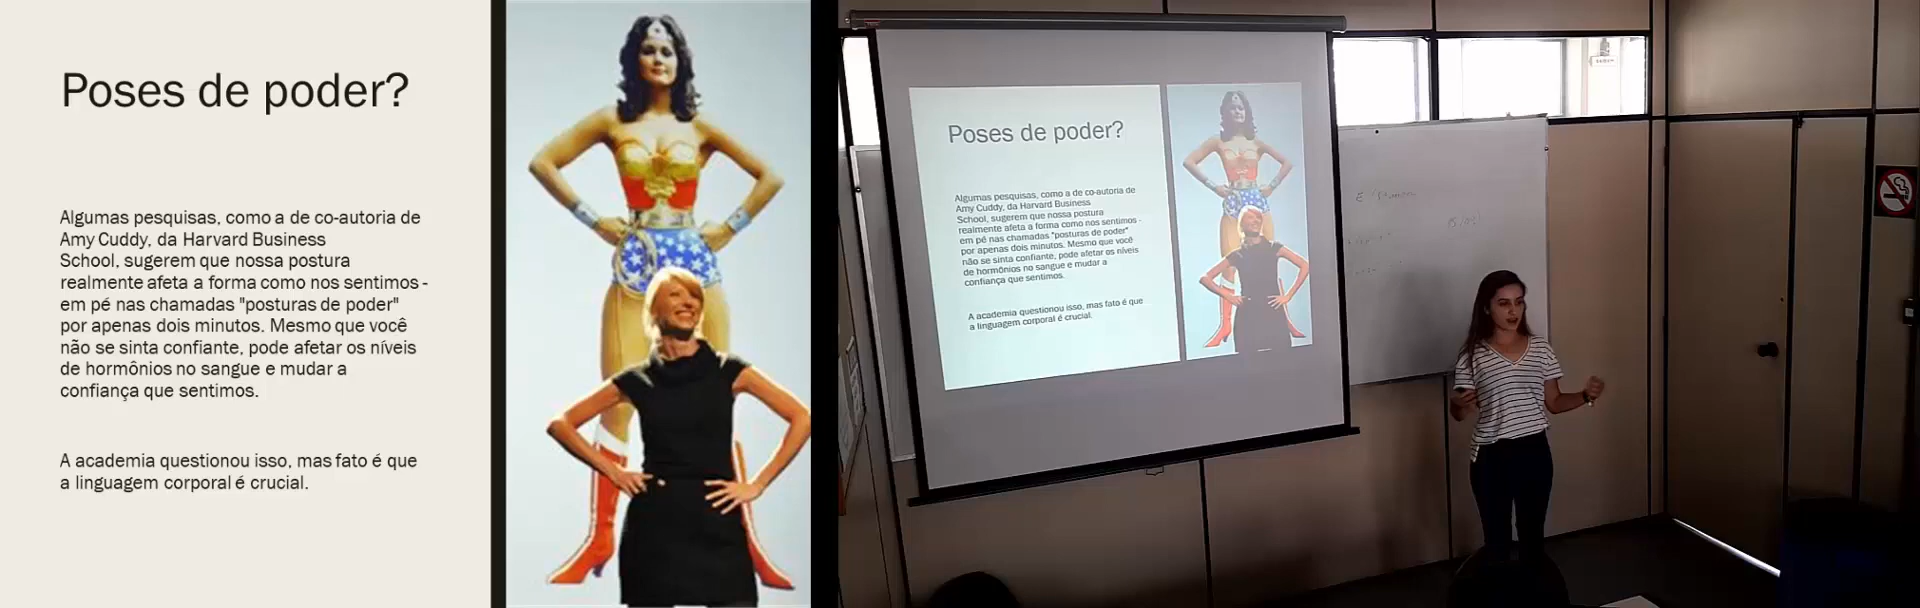 Poses de poder?
Algumas pesquisas, como a de co-autoria de
Amy Cuddy, da Harvard Business
School, sugerem que nossa postura
realmente afeta a forma como nos sentimos -
em pé nas chamadas "posturas de poder"
por apenas dois minutos. Mesmo que você
não se sinta confiante, pode afetar os níveis
de hormônios no sangue e mudar a
confiança que sentimos.
A academia questionou isso, mas fato é que
a linguagem corporal é crucial.
Poses de poder?
Algumas pesquisas, como a de co-autoria de
Amy Cuddy, da Harvard Business
School, sugerem que nossa postura
realmente afeta a forma como nos sentimos -
em pé nas chamadas "posturas de poder"
por apenas dois minutos. Mesmo que você
não se sinta confiante, pode afetar os níveis
de hormônios no sangue e mudar a
confiança que sentimos.
A academia questionou isso, mas fato é que
a linguagem corporal é crucial.